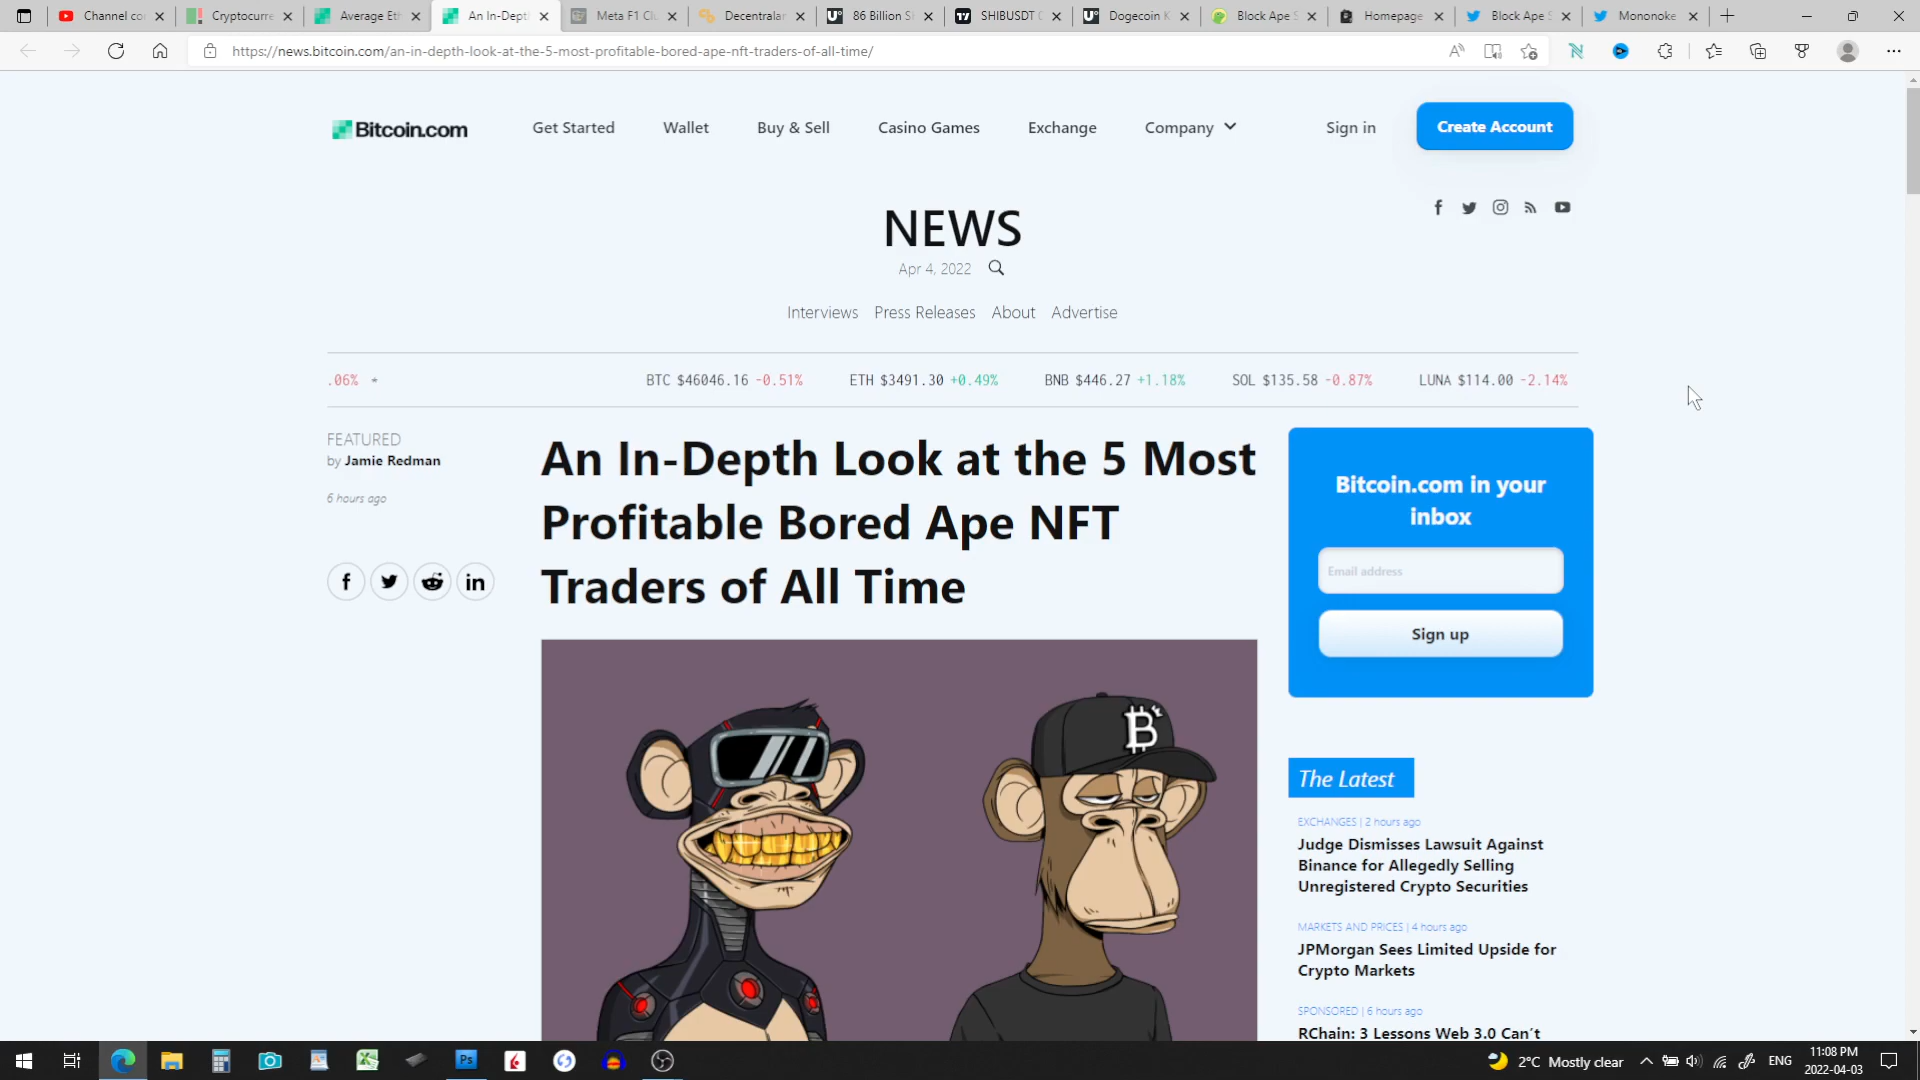 Channel co
Cryptocurre
Average Eth
An In-Dept
Meta F1 Clu
Decentralan
86 Billion S
SHIBUSDT
Dogecoin K
Block Ape S
Homepage
Block Ape S
Mononoke
https://news.bitcoin.com/an-in-depth-look-at-the-5-most-profitable-bored-ape-nft-traders-of-all-time/
Bitcoin.com
Get Started
Wallet
Buy & Sell
Casino Games
Exchange
Company
Sign in
Create Account
NEWS
Apr 4, 2022
Interviews Press Releases About Advertise
.06%
BTC $46046.16 -0.51%
ETH $3491.30 +0.49%
BNB $446.27 +1.18%
SOL $135.58 -0.87%
LUNA $114.00 -2.14%
FEATURED
by Jamie Redman
6 hours ago
An In-Depth Look at the 5 Most
Profitable Bored Ape NFT
Traders of All Time
Bitcoin.com in your
inbox
Email address
Sign up
The Latest
EXCHANGES | 2 hours ago
Judge Dismisses Lawsuit Against
Binance for Allegedly Selling
Unregistered Crypto Securities
MARKETS AND PRICES | 4 hours ago
JPMorgan Sees Limited Upside for
Crypto Markets
SPONSORED | 6 hours ago
RChain: 3 Lessons Web 3.0 Can't
2°C Mostly clear
ENG
11:08 PM
2022-04-03